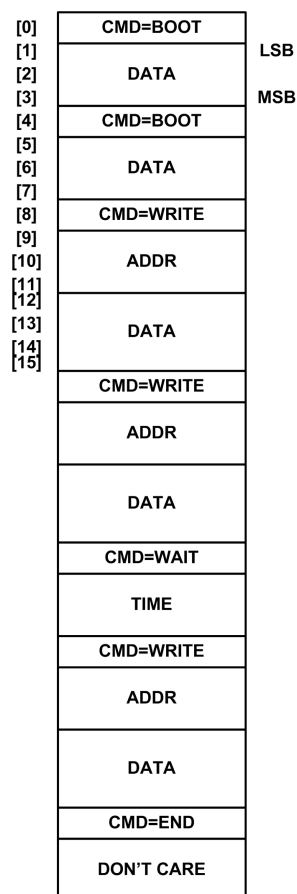 [0] CMD=BOOT
[1] LSB
[2] DATA
[3] MSB
[4] CMD=BOOT
[5]
[6] DATA
[7]
[8] CMD=WRITE
[9]
[10] ADDR
[11]
[12]
[13] DATA
[14]
[15]
CMD=WRITE
ADDR
DATA
CMD=WAIT
TIME
CMD=WRITE
ADDR
DATA
CMD=END
DON'T CARE